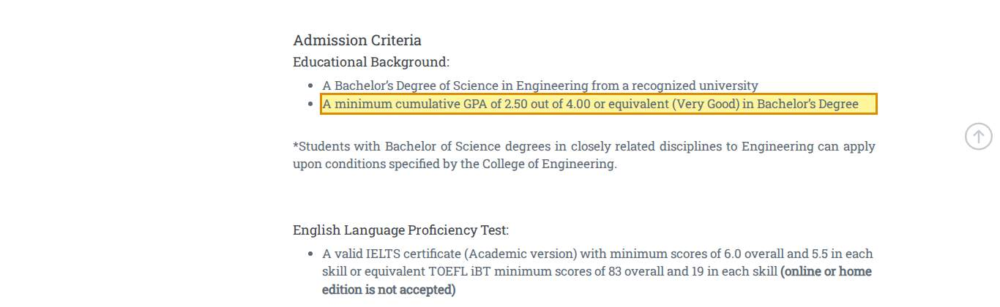 Admission Criteria
Educational Background:
• A Bachelor's Degree of Science in Engineering from a recognized university
• A minimum cumulative GPA of 2.50 out of 4.00 or equivalent (Very Good) in Bachelor's Degree
*Students with Bachelor of Science degrees in closely related disciplines to Engineering can apply
upon conditions specified by the College of Engineering.
English Language Proficiency Test:
• A valid IELTS certificate (Academic version) with minimum scores of 6.0 overall and 5.5 in each
skill or equivalent TOEFL iBT minimum scores of 83 overall and 19 in each skill (online or home
edition is not accepted)